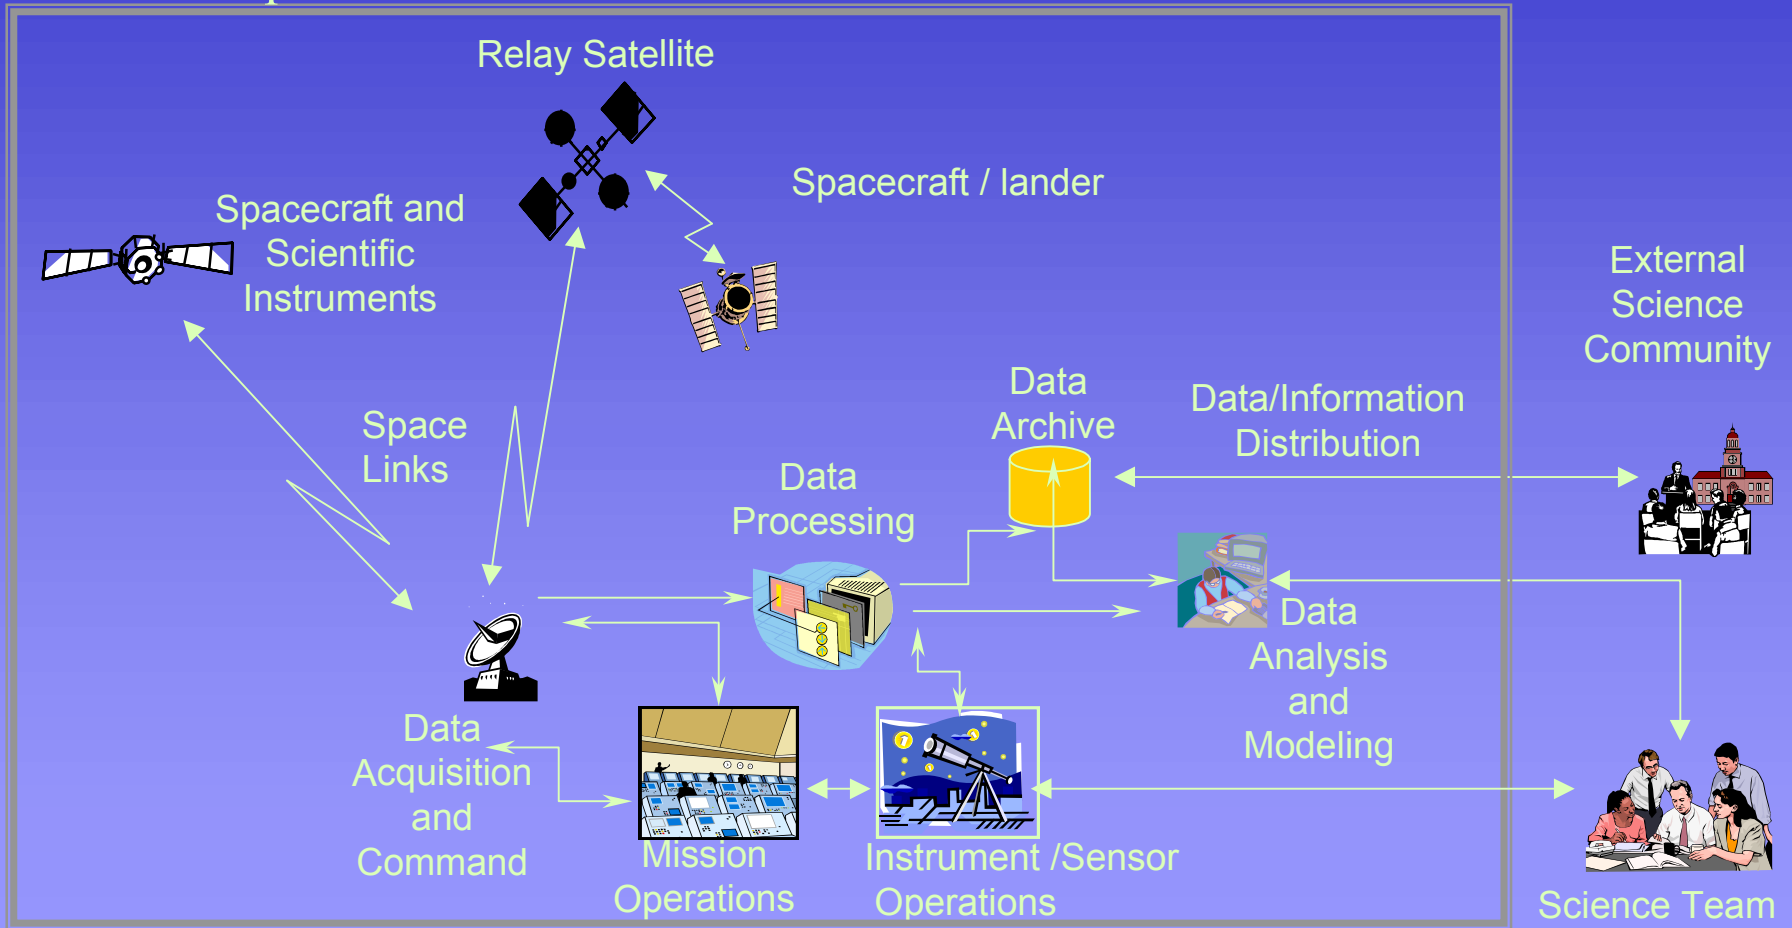 Relay Satellite
Spacecraft / lander
Spacecraft and
Scientific
Instruments
External
Science
Community
Space
Links
Data
Archive
Data/Information
Distribution
Data
Processing
Data
Analysis
and
Modeling
Data
Acquisition
and
Command
Mission
Operations
Instrument /Sensor
Operations
Science Team